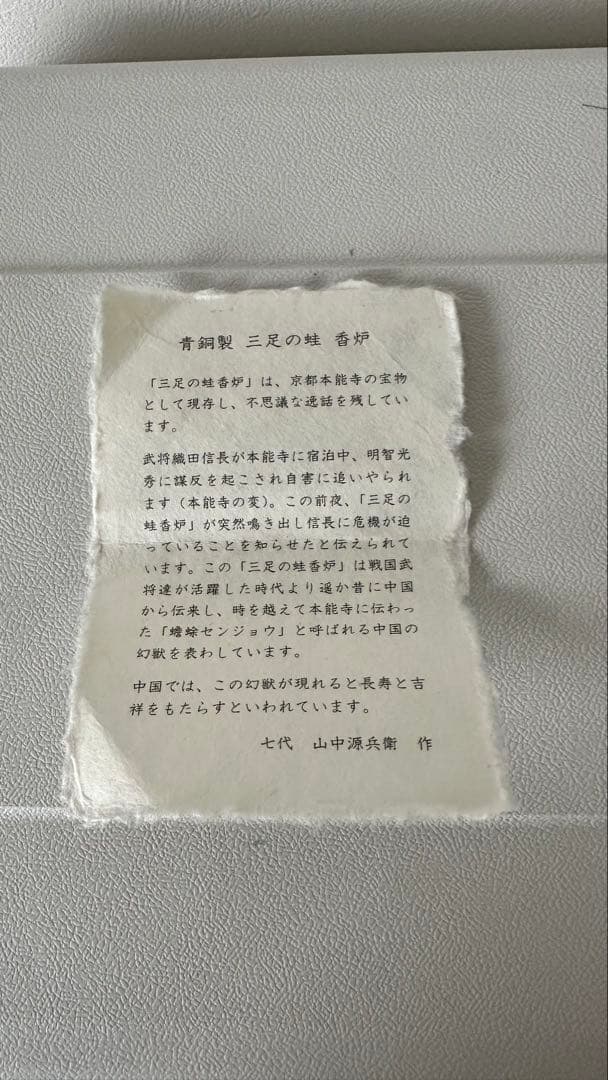 青銅製 三足の蛙 香炉
「三足の蛙香炉」は、京都本能寺の宝物
として現存し、不思議な逸話を残してい
ます。
武将織田信長が本能寺に宿泊中、明智光
秀に謀反を起こされ自害に追いやられ
ます（本能寺の変）。この前夜、「三足の
蛙香炉」が突然鳴き出し信長に危機が迫
っていることを知らせたと伝えられて
います。この「三足の蛙香炉」は戦国武
将達が活躍した時代より遥か昔に中国
から伝来し、時を越えて本能寺に伝わっ
た「蟾蜍センジョウ」と呼ばれる中国の
幻獣を表わしています。
中国では、この幻獣が現れると長寿と吉
祥をもたらすといわれています。
七代 山中源兵衛 作